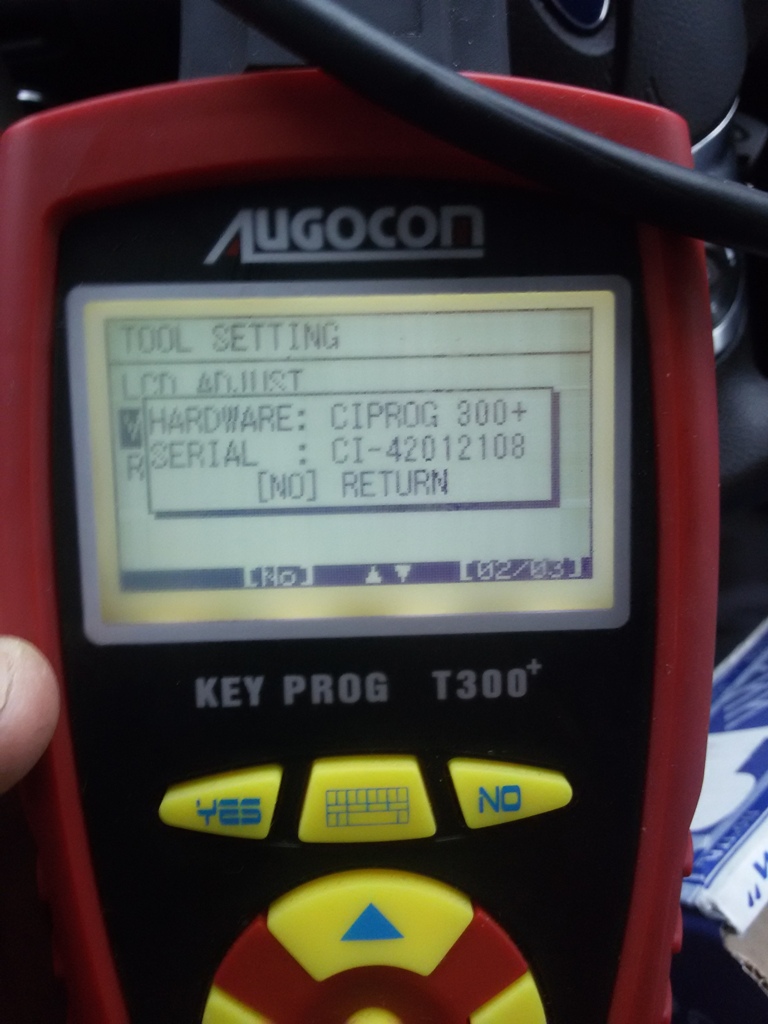 AUGOCOM
TOOL SETTING
LCD ADJUST
HARDWARE: CIPROG 300+
SERIAL : CI-42012108
[NO] RETURN
[No] ▲ ▼ [02/03]
KEY PROG T300+
YES
NO